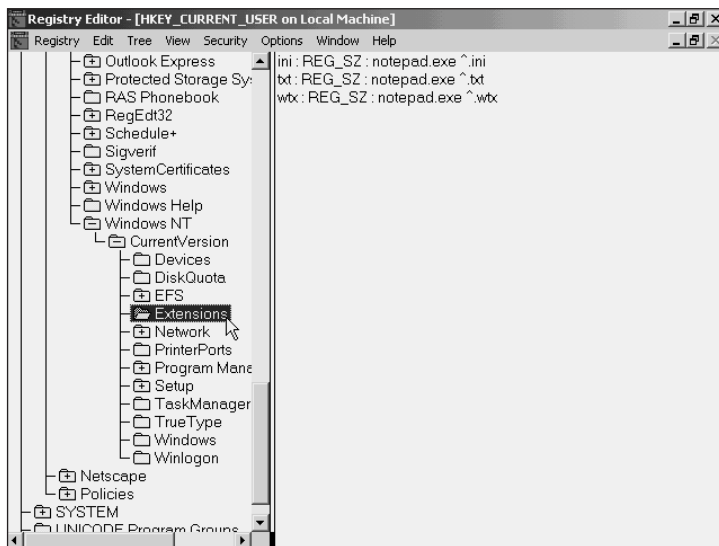 Registry Editor - [HKEY_CURRENT_USER on Local Machine]
Registry Edit Tree View Security Options Window Help
Outlook Express
Protected Storage Sy
RAS Phonebook
RegEdt32
Schedule+
Sigverif
SystemCertificates
Windows
Windows Help
Windows NT
CurrentVersion
Devices
DiskQuota
EFS
Extensions
Network
PrinterPorts
Program Mana
Setup
TaskManager
TrueType
Windows
Winlogon
Netscape
Policies
SYSTEM
UNICODE Program Groups
ini : REG_SZ : notepad.exe ^.ini
txt : REG_SZ : notepad.exe ^.txt
wtx : REG_SZ : notepad.exe ^.wtx